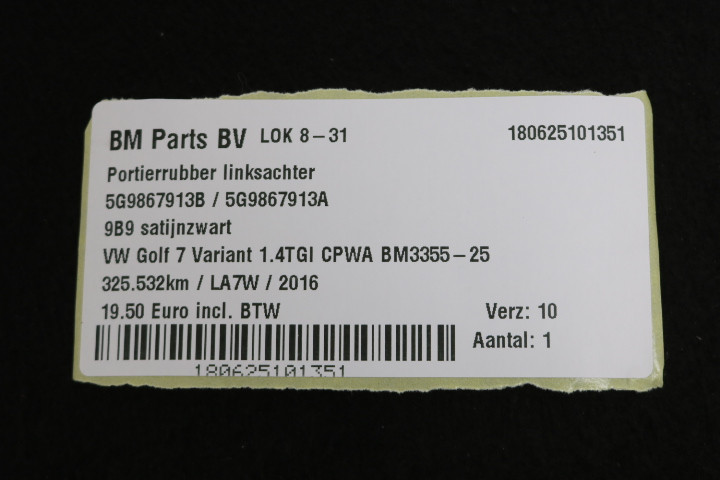 BM Parts BV LOK 8-31 180625101351
Portierrubber linksachter
5G9867913B / 5G9867913A
9B9 satijnzwart
VW Golf 7 Variant 1.4TGI CPWA BM3355-25
325.532km / LA7W / 2016
19.50 Euro incl. BTW Verz: 10
Aantal: 1
180625101351